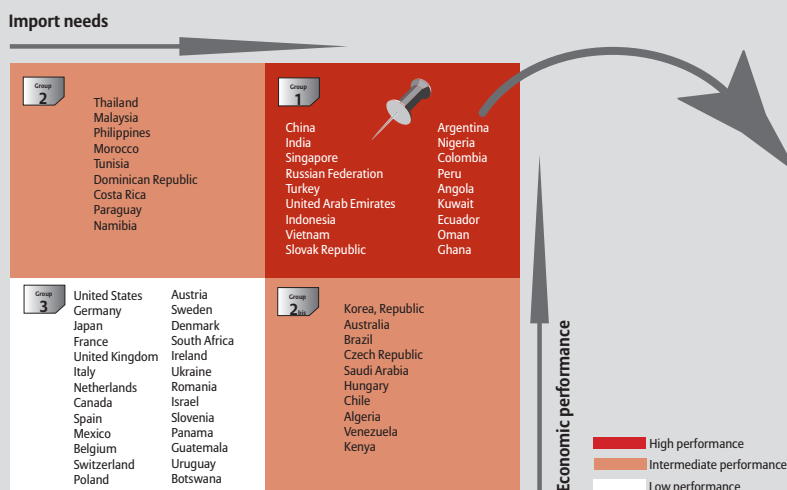 Import needs
Group
2
Thailand
Malaysia
Philippines
Morocco
Tunisia
Dominican Republic
Costa Rica
Paraguay
Namibia
Group
1
China
India
Singapore
Russian Federation
Turkey
United Arab Emirates
Indonesia
Vietnam
Slovak Republic
Argentina
Nigeria
Colombia
Peru
Angola
Kuwait
Ecuador
Oman
Ghana
Group
3
United States
Germany
Japan
France
United Kingdom
Italy
Netherlands
Canada
Spain
Mexico
Belgium
Switzerland
Poland
Austria
Sweden
Denmark
South Africa
Ireland
Ukraine
Romania
Israel
Slovenia
Panama
Guatemala
Uruguay
Botswana
Group
2 bis
Korea, Republic
Australia
Brazil
Czech Republic
Saudi Arabia
Hungary
Chile
Algeria
Venezuela
Kenya
Economic performance
High performance
Intermediate performance
Low performance